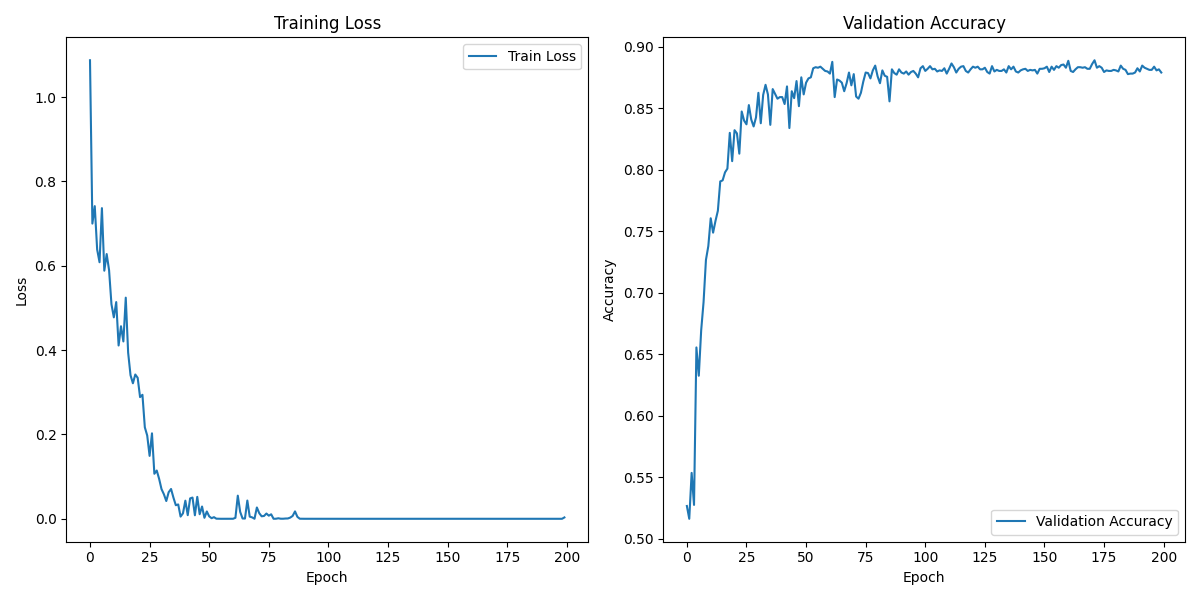 Training Loss
Train Loss
1.0
0.8
0.6
0.4
0.2
0.0
Loss
0 25 50 75 100 125 150 175 200
Epoch
Validation Accuracy
0.90
0.85
0.80
0.75
0.70
0.65
0.60
0.55
0.50
Accuracy
Validation Accuracy
0 25 50 75 100 125 150 175 200
Epoch